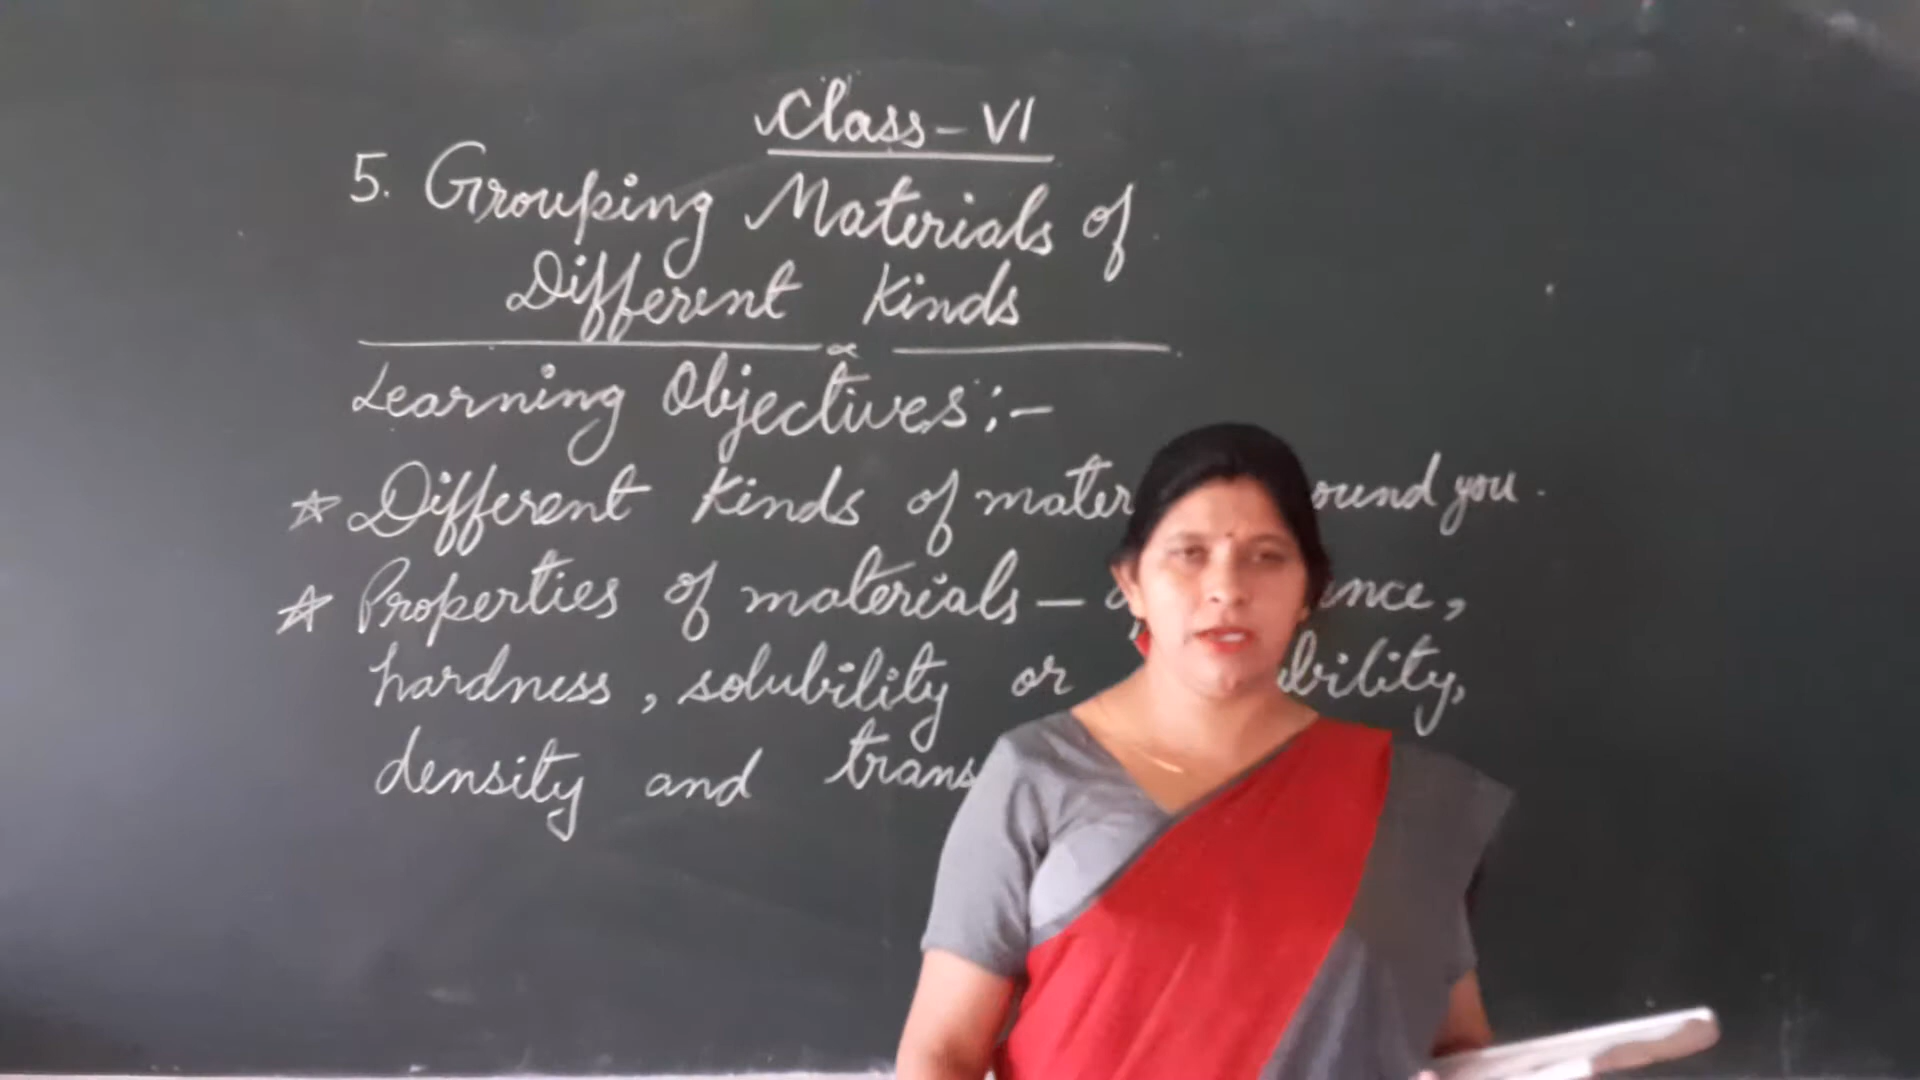 Class - VI
5. Grouping Materials of
Different Kinds
Learning Objectives :-
Different Kinds of mater ound you.
Properties of materials - ance,
hardness, solubility or bility,
density and trans